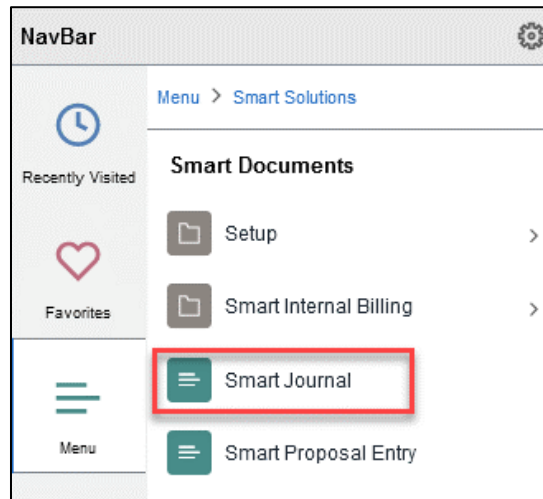 NavBar
Menu > Smart Solutions
Recently Visited
Smart Documents
Setup
Favorites
Smart Internal Billing
Smart Journal
Menu
Smart Proposal Entry